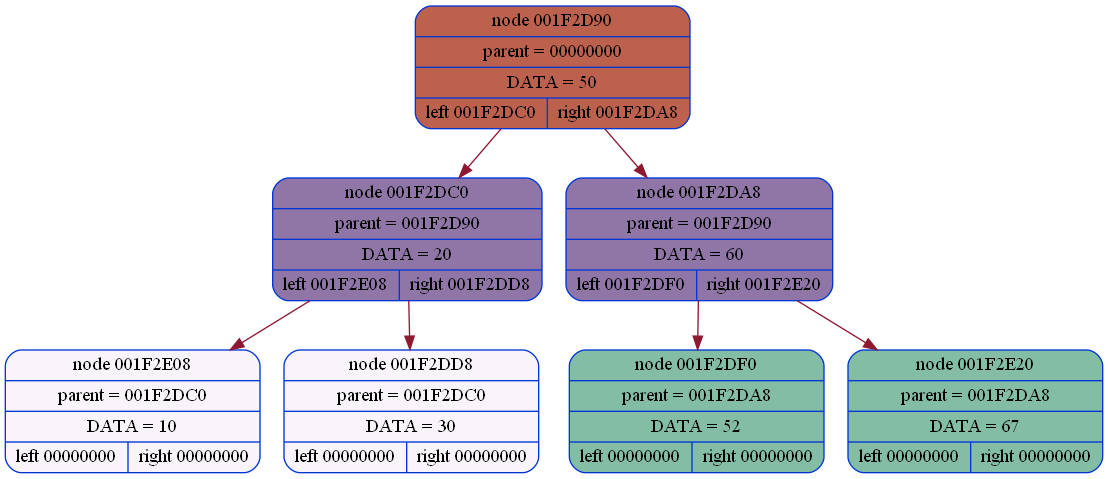 node 001F2D90
parent = 00000000
DATA = 50
left 001F2DC0 right 001F2DA8
node 001F2DC0
parent = 001F2D90
DATA = 20
left 001F2E08 right 001F2DD8
node 001F2DA8
parent = 001F2D90
DATA = 60
left 001F2DF0 right 001F2E20
node 001F2E08
parent = 001F2DC0
DATA = 10
left 00000000 right 00000000
node 001F2DD8
parent = 001F2DC0
DATA = 30
left 00000000 right 00000000
node 001F2DF0
parent = 001F2DA8
DATA = 52
left 00000000 right 00000000
node 001F2E20
parent = 001F2DA8
DATA = 67
left 00000000 right 00000000